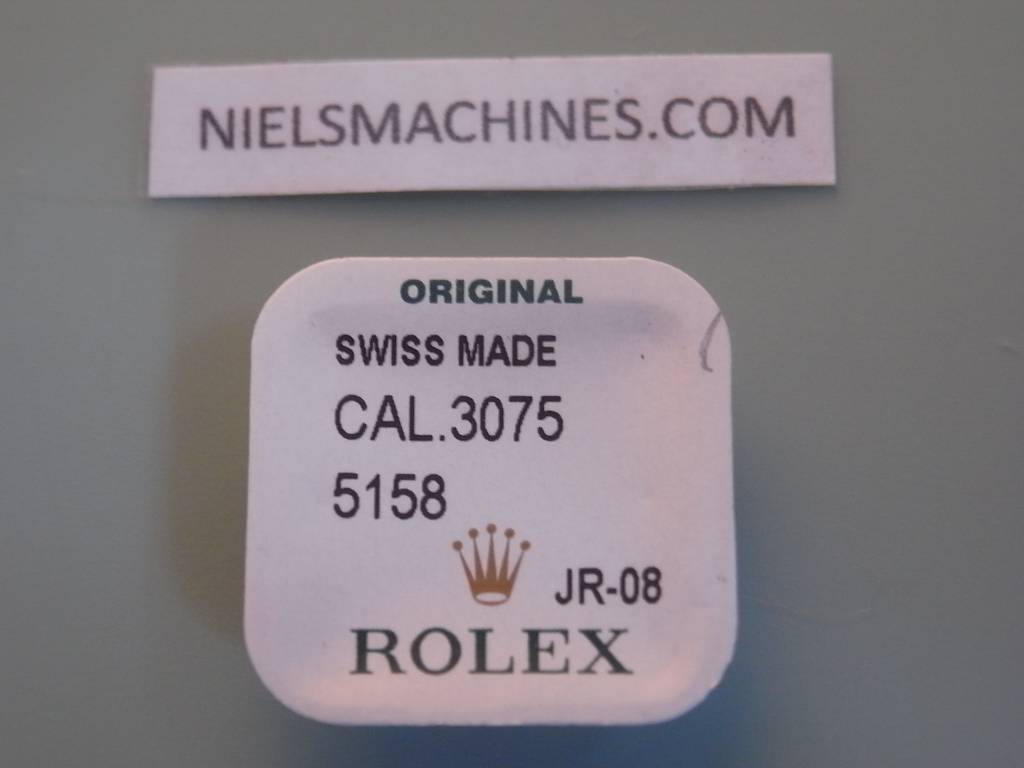 NIELSMACHINES.COM
ORIGINAL
SWISS MADE
CAL.3075
5158
JR-08
ROLEX